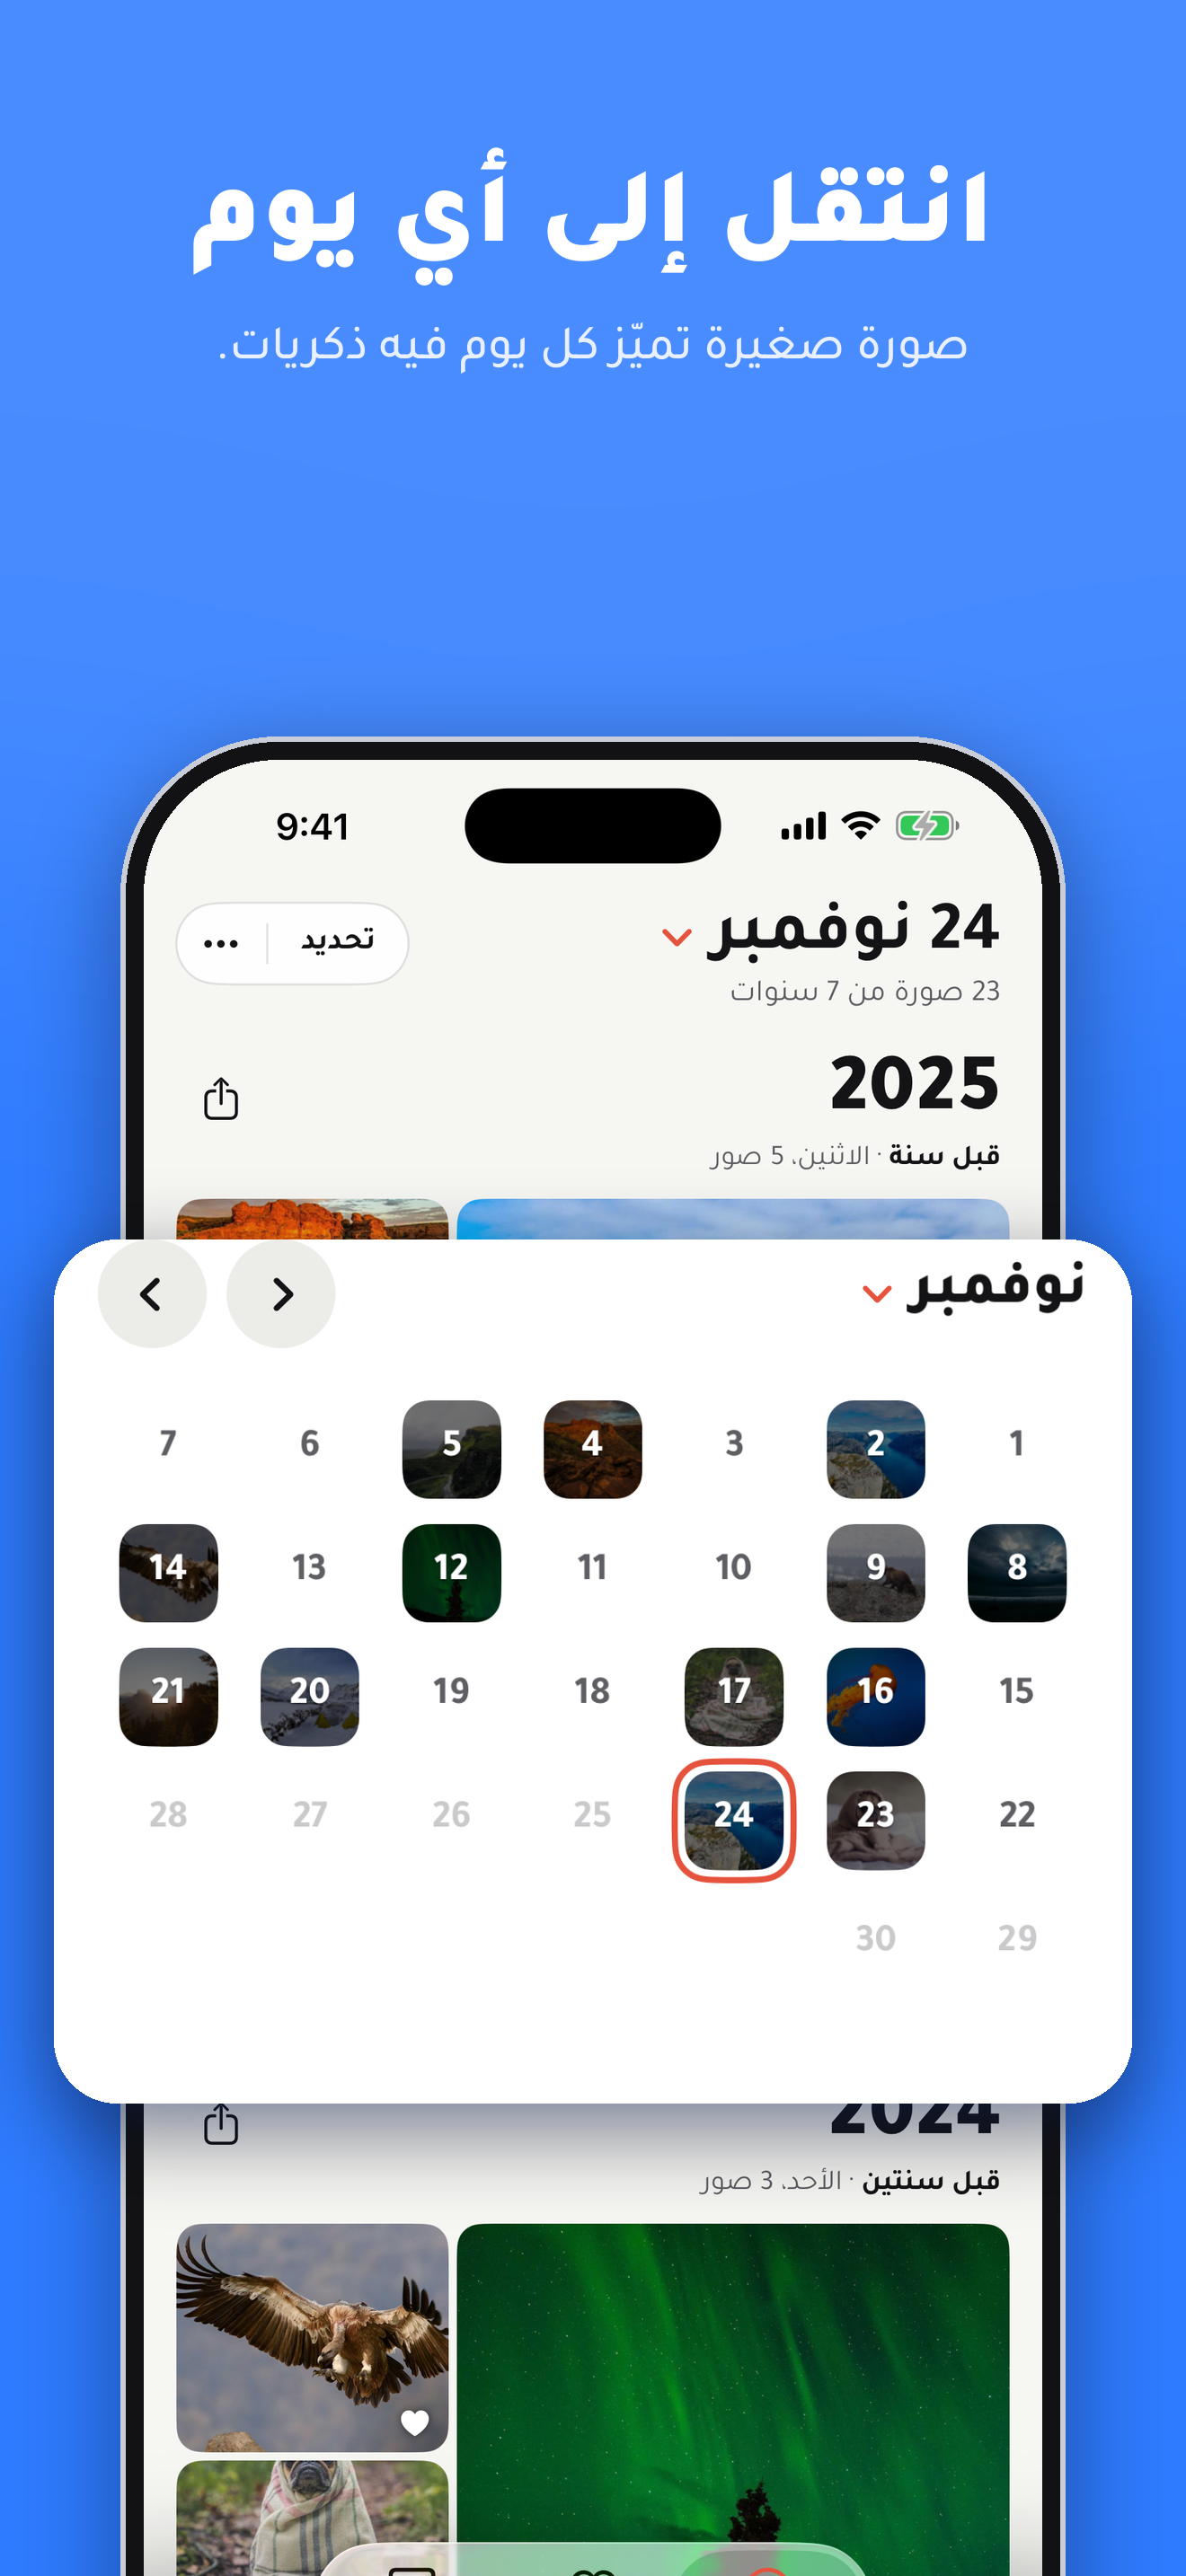 انتقل إلى أي يوم
صورة صغيرة تميّز كل يوم فيه ذكريات.
9:41
24 نوفمبر
تحديد
23 صورة من 7 سنوات
2025
قبل سنة · الاثنين، 5 صور
نوفمبر
1 2 3 4 5 6 7
8 9 10 11 12 13 14
15 16 17 18 19 20 21
22 23 24 25 26 27 28
29 30
2024
قبل سنتين · الأحد، 3 صور